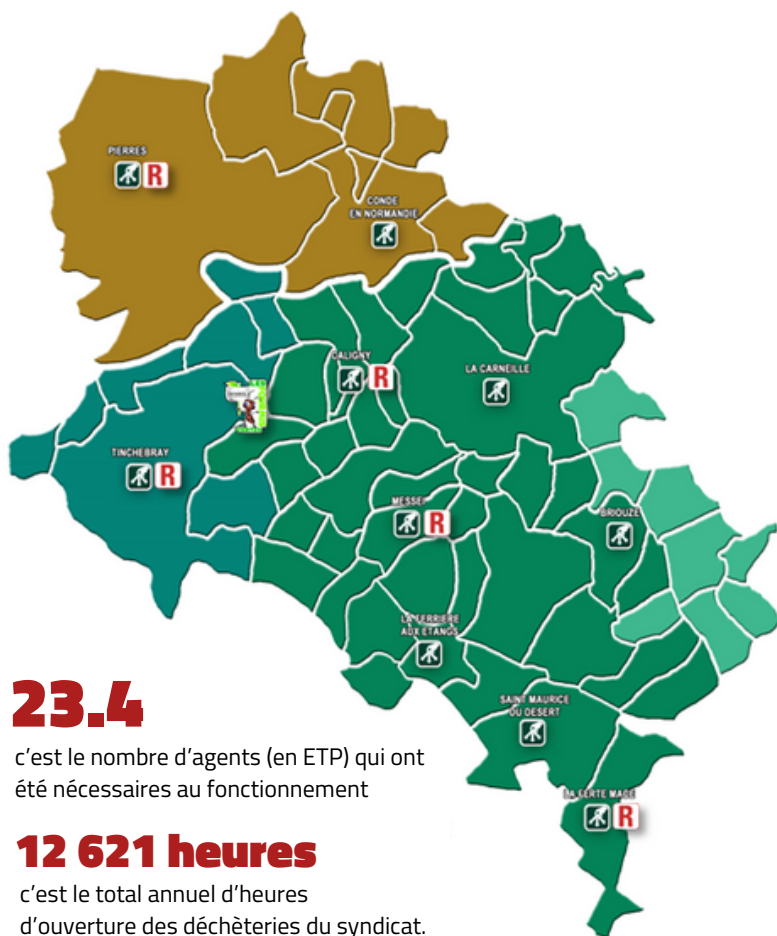 PIERRES
R
CONDE
EN NORMANDIE
CALIGNY
R
LA CARNEILLE
TINCHEBRAY
R
MESSEI
R
BRIOUZE
LA FERRIERE
AUX ETANGS
SAINT MAURICE
DU DESERT
LA FERTE MACE
R
23.4
c’est le nombre d’agents (en ETP) qui ont
été nécessaires au fonctionnement
12 621 heures
c’est le total annuel d’heures
d’ouverture des déchèteries du syndicat.